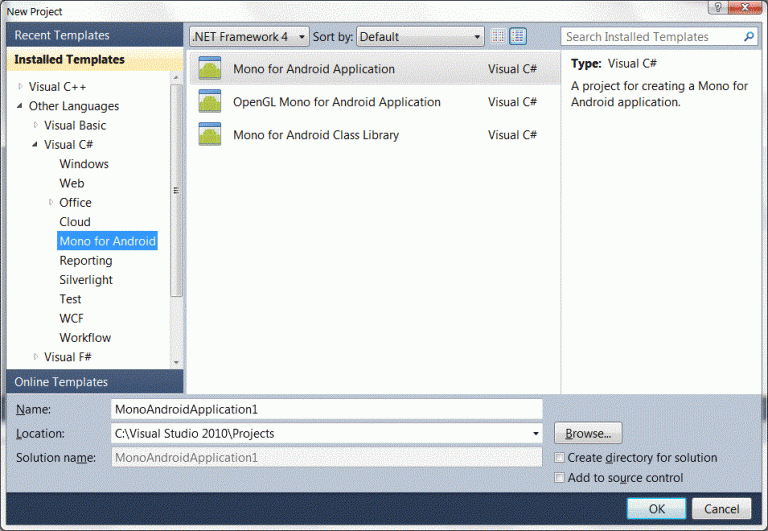 New Project
Recent Templates
Installed Templates
Visual C++
Other Languages
Visual Basic
Visual C#
Windows
Web
Office
Cloud
Mono for Android
Reporting
Silverlight
Test
WCF
Workflow
Visual F#
Online Templates
.NET Framework 4 Sort by: Default
Mono for Android Application Visual C#
OpenGL Mono for Android Application Visual C#
Mono for Android Class Library Visual C#
Search Installed Templates
Type: Visual C#
A project for creating a Mono for
Android application.
Name: MonoAndroidApplication1
Location: C:\Visual Studio 2010\Projects Browse...
Solution name: MonoAndroidApplication1
Create directory for solution
Add to source control
OK Cancel